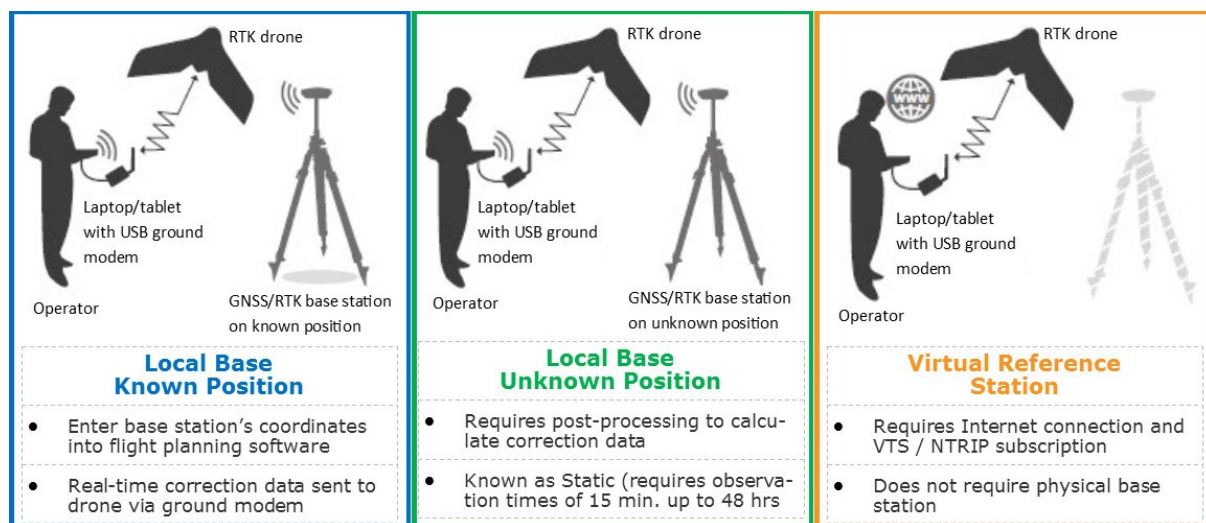 RTK drone
Laptop/tablet
with USB ground
modem
Operator
GNSS/RTK base station
on known position
Local Base
Known Position
● Enter base station's coordinates
into flight planning software
● Real-time correction data sent to
drone via ground modem
RTK drone
Laptop/tablet
with USB ground
modem
Operator
GNSS/RTK base station
on unknown position
Local Base
Unknown Position
● Requires post-processing to calcu-
late correction data
● Known as Static (requires observa-
tion times of 15 min. up to 48 hrs
RTK drone
WWW
Laptop/tablet
with USB ground
modem
Operator
Virtual Reference
Station
● Requires Internet connection and
VTS / NTRIP subscription
● Does not require physical base
station